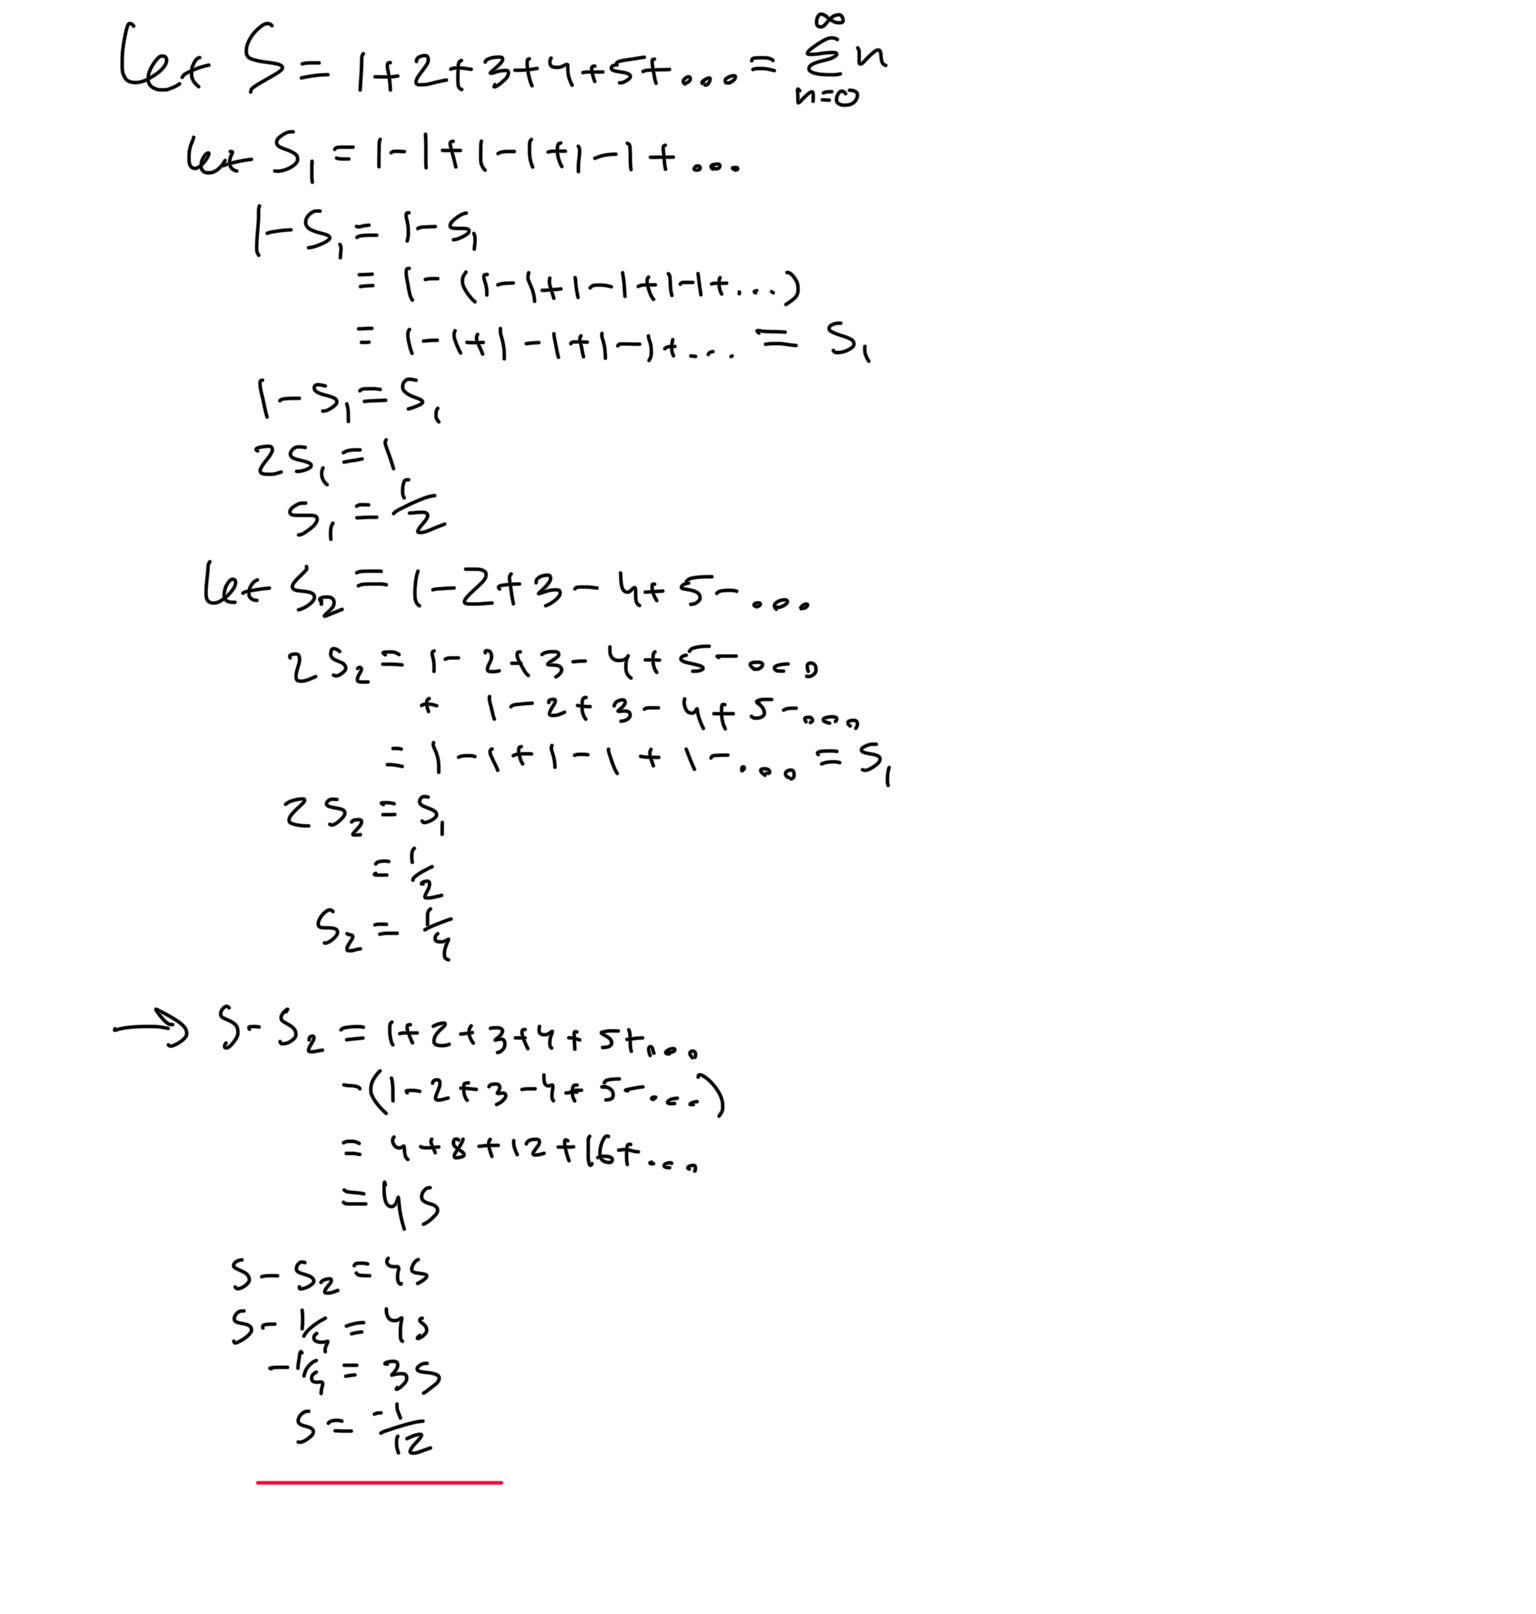 Let S = 1+2+3+4+5+... = ∞ Σ n=0 n
let S₁ = 1-1+1-1+1-1+...
1-S₁ = 1-S₁
= 1-(1-1+1-1+1-1+...)
= 1-1+1-1+1-1+... = S₁
1-S₁ = S₁
2S₁ = 1
S₁ = 1/2
let S₂ = 1-2+3-4+5-...
2S₂ = 1-2+3-4+5-...
+ 1-2+3-4+5-...
= 1-1+1-1+1-... = S₁
2S₂ = S₁
= 1/2
S₂ = 1/4
→ S-S₂ = 1+2+3+4+5+...
-(1-2+3-4+5-...)
= 4+8+12+16+...
= 4S
S-S₂ = 4S
S-1/4 = 4S
-1/4 = 3S
S = -1/12